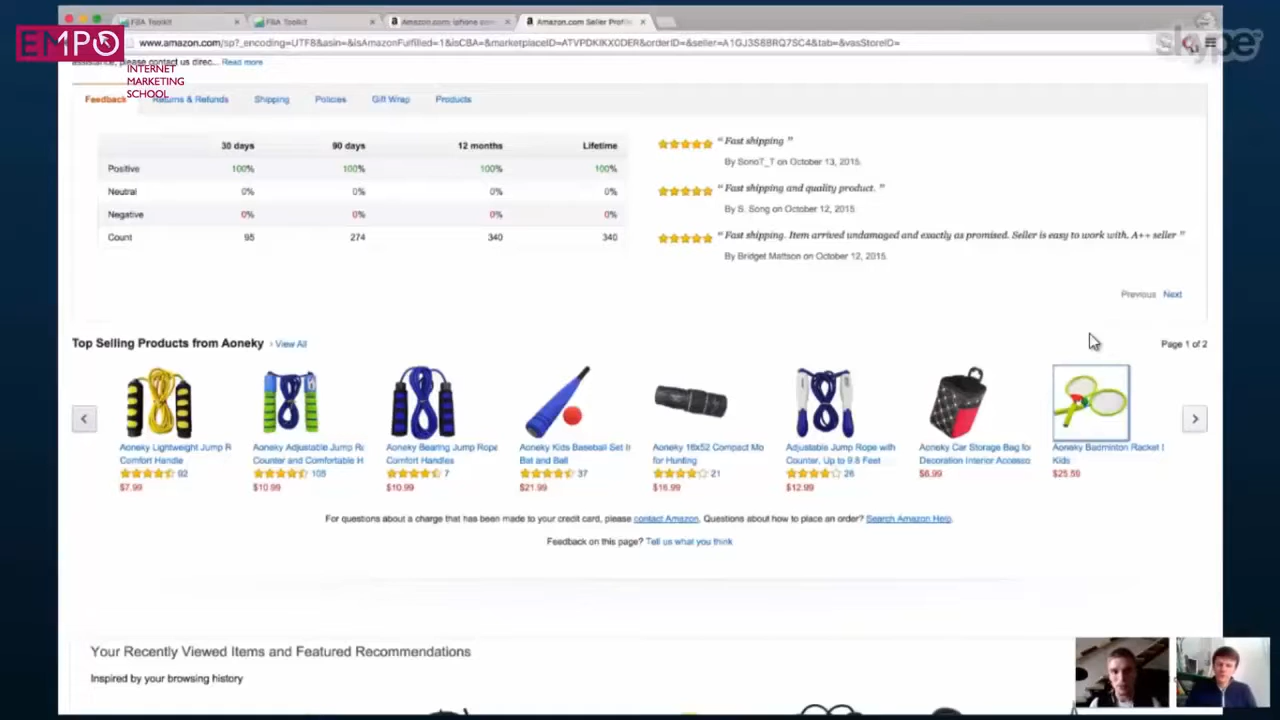 FBA Toolkit
FBA Toolkit
Amazon.com: iphone
Amazon.com Seller Profile
EMPO
INTERNET
MARKETING
SCHOOL
skype
www.amazon.com/sp?_encoding=UTF8&asin=&isAmazonFulfilled=1&isCBA=&marketplaceID=ATVPDKIKX0DER&orderID=&seller=A1GJ3S8BRQ7SC4&tab=&vasStoreID=
assistance, please contact us direc... Read more
Feedback Returns & Refunds Shipping Policies Gift Wrap Products
30 days 90 days 12 months Lifetime
Positive 100% 100% 100% 100%
Neutral 0% 0% 0% 0%
Negative 0% 0% 0% 0%
Count 95 274 340 340
“ Fast shipping ”
By SonoT_T on October 13, 2015.
“ Fast shipping and quality product. ”
By S. Song on October 12, 2015
“ Fast shipping. Item arrived undamaged and exactly as promised. Seller is easy to work with. A++ seller ”
By Bridget Mattson on October 12, 2015.
Previous Next
Top Selling Products from Aoneky › View All
Page 1 of 2
Aoneky Lightweight Jump R
Comfort Handle
92
$7.99
Aoneky Adjustable Jump Ro
Counter and Comfortable H
105
$10.99
Aoneky Bearing Jump Rope
Comfort Handles
7
$10.99
Aoneky Kids Baseball Set I
Bat and Ball
37
$21.99
Aoneky 16x52 Compact Mo
for Hunting
21
$16.99
Adjustable Jump Rope with
Counter, Up to 9.8 Feet
26
$12.99
Aoneky Car Storage Bag for
Decoration Interior Accesso
$6.99
Aoneky Badminton Racket
Kids
$25.59
For questions about a charge that has been made to your credit card, please contact Amazon. Questions about how to place an order? Search Amazon Help.
Feedback on this page? Tell us what you think
Your Recently Viewed Items and Featured Recommendations
Inspired by your browsing history